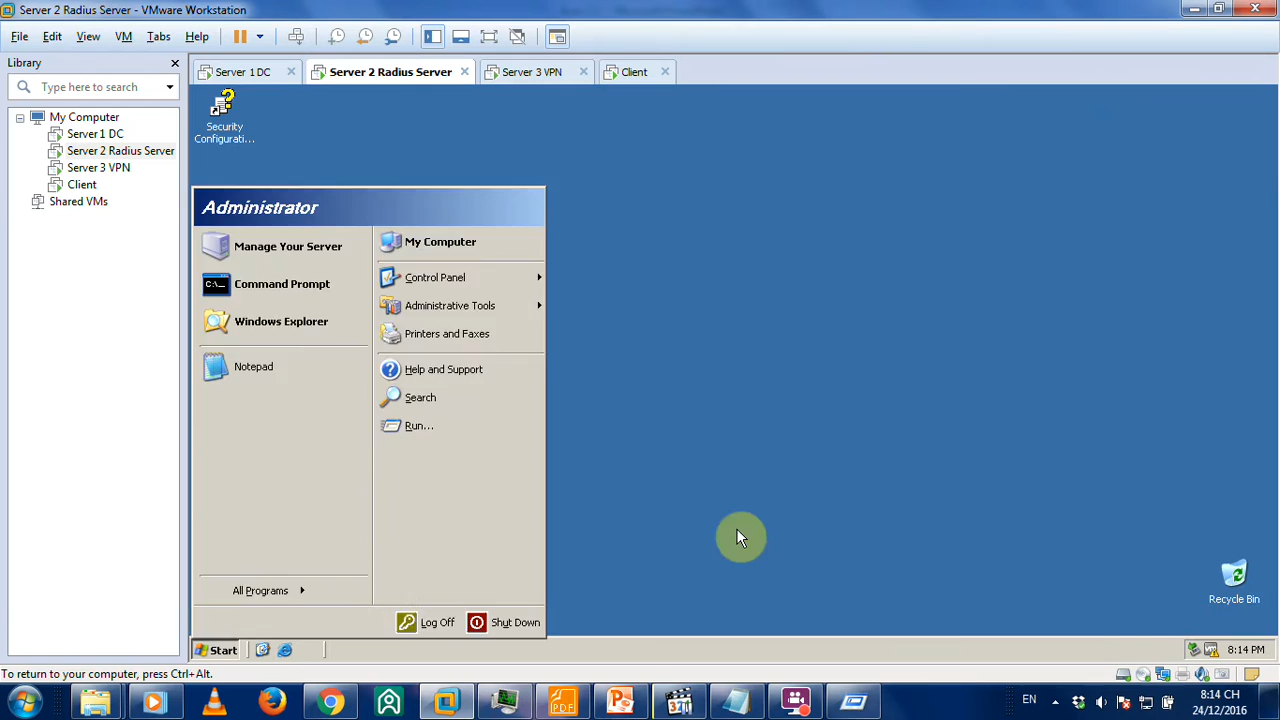 Server 2 Radius Server - VMware Workstation
File Edit View VM Tabs Help
Library
Type here to search
My Computer
Server 1 DC
Server 2 Radius Server
Server 3 VPN
Client
Shared VMs
Server 1 DC Server 2 Radius Server Server 3 VPN Client
Security
Configurati...
Administrator
Manage Your Server
Command Prompt
Windows Explorer
Notepad
All Programs
My Computer
Control Panel
Administrative Tools
Printers and Faxes
Help and Support
Search
Run...
Log Off Shut Down
Recycle Bin
Start
8:14 PM
To return to your computer, press Ctrl+Alt.
EN
8:14 CH
24/12/2016